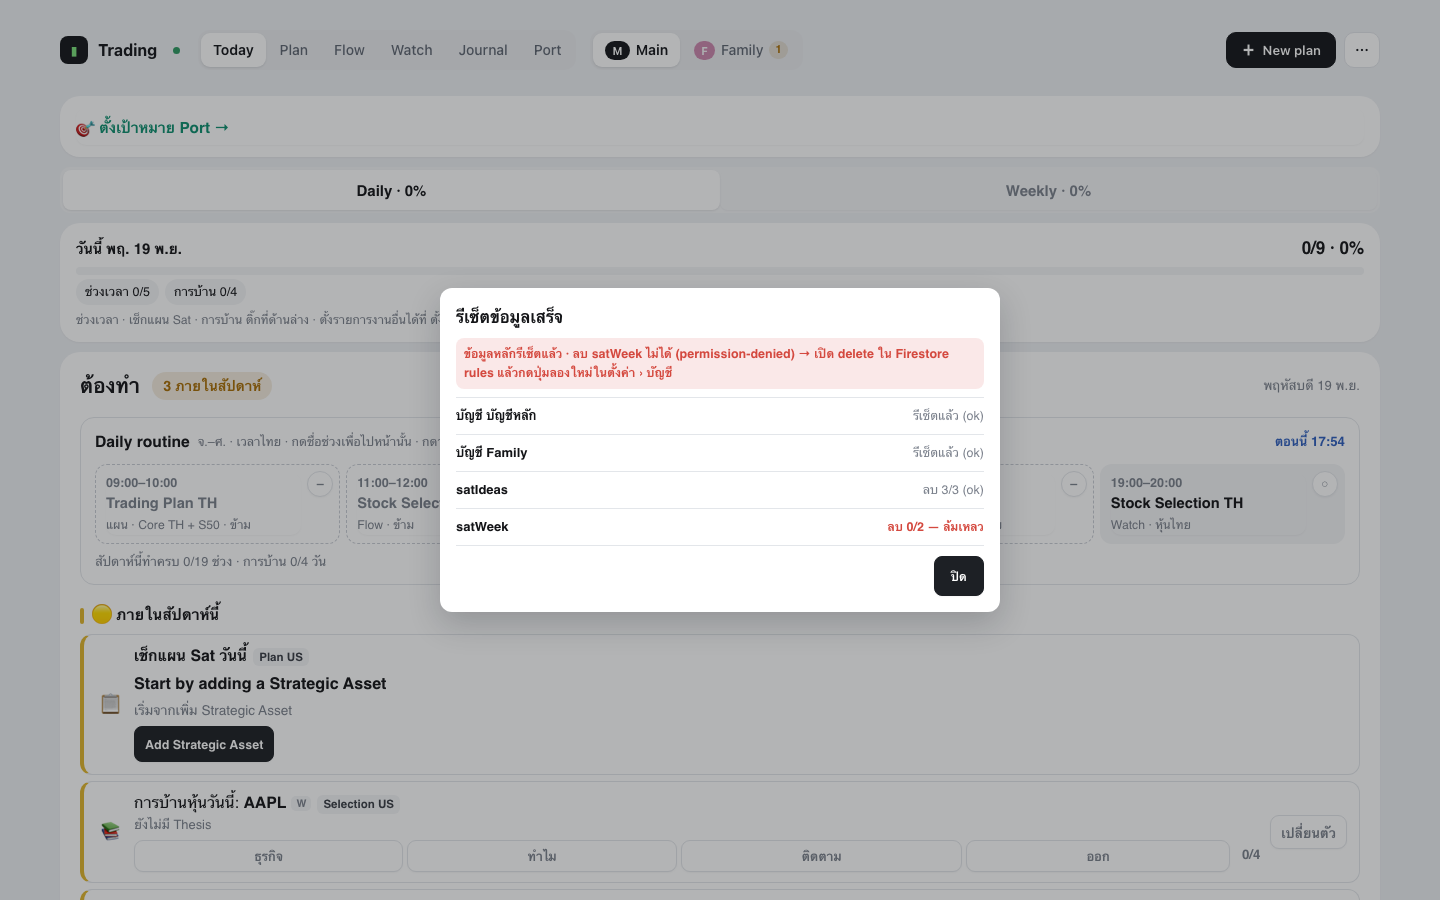 Trading
Today
Plan
Flow
Watch
Journal
Port
M Main
F Family 1
+ New plan
...
ตั้งเป้าหมาย Port →
Daily · 0%
Weekly · 0%
วันนี้ พฤ. 19 พ.ย.
0/9 · 0%
ช่วงเวลา 0/5
การบ้าน 0/4
ช่วงเวลา · เช็กแผน Sat · การบ้าน ติ๊กที่ด้านล่าง · ตั้งรายการงานอื่นได้ที่
รีเซ็ตข้อมูลเสร็จ
ข้อมูลหลักรีเซ็ตแล้ว · ลบ satWeek ไม่ได้ (permission-denied) → เปิด delete ใน Firestore
rules แล้วกดปุ่มลองใหม่ในตั้งค่า › บัญชี
บัญชี บัญชีหลัก
รีเซ็ตแล้ว (ok)
บัญชี Family
รีเซ็ตแล้ว (ok)
satIdeas
ลบ 3/3 (ok)
satWeek
ลบ 0/2 — ล้มเหลว
ปิด
ต้องทำ
3 ภายในสัปดาห์
พฤหัสบดี 19 พ.ย.
Daily routine
จ.–ศ. · เวลาไทย · กดชื่อช่วงเพื่อไปหน้านั้น ·
ตอนนี้ 17:54
09:00–10:00
Trading Plan TH
แผน · Core TH + S50 · ข้าม
11:00–12:00
Stock Selec
Flow · ข้าม
19:00–20:00
Stock Selection TH
Watch · หุ้นไทย
สัปดาห์นี้ทำครบ 0/19 ช่วง · การบ้าน 0/4 วัน
ภายในสัปดาห์นี้
เช็กแผน Sat วันนี้ Plan US
Start by adding a Strategic Asset
เริ่มจากเพิ่ม Strategic Asset
Add Strategic Asset
การบ้านหุ้นวันนี้: AAPL W Selection US
ยังไม่มี Thesis
ธุรกิจ
ทำไม
ติดตาม
ออก
0/4
เปลี่ยนตัว